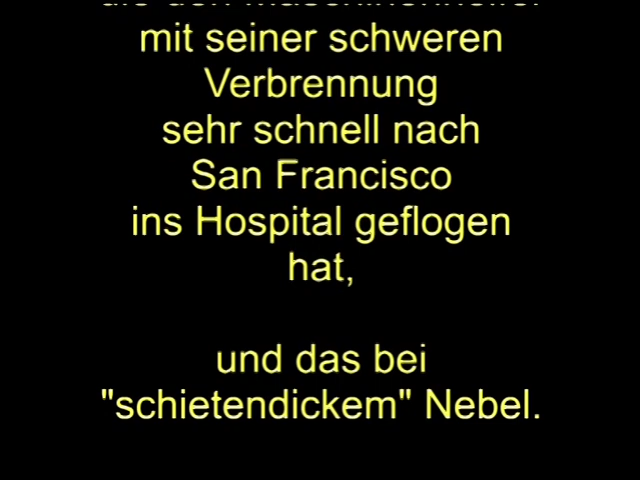 mit seiner schweren
Verbrennung
sehr schnell nach
San Francisco
ins Hospital geflogen
hat,
und das bei
"schietendickem" Nebel.